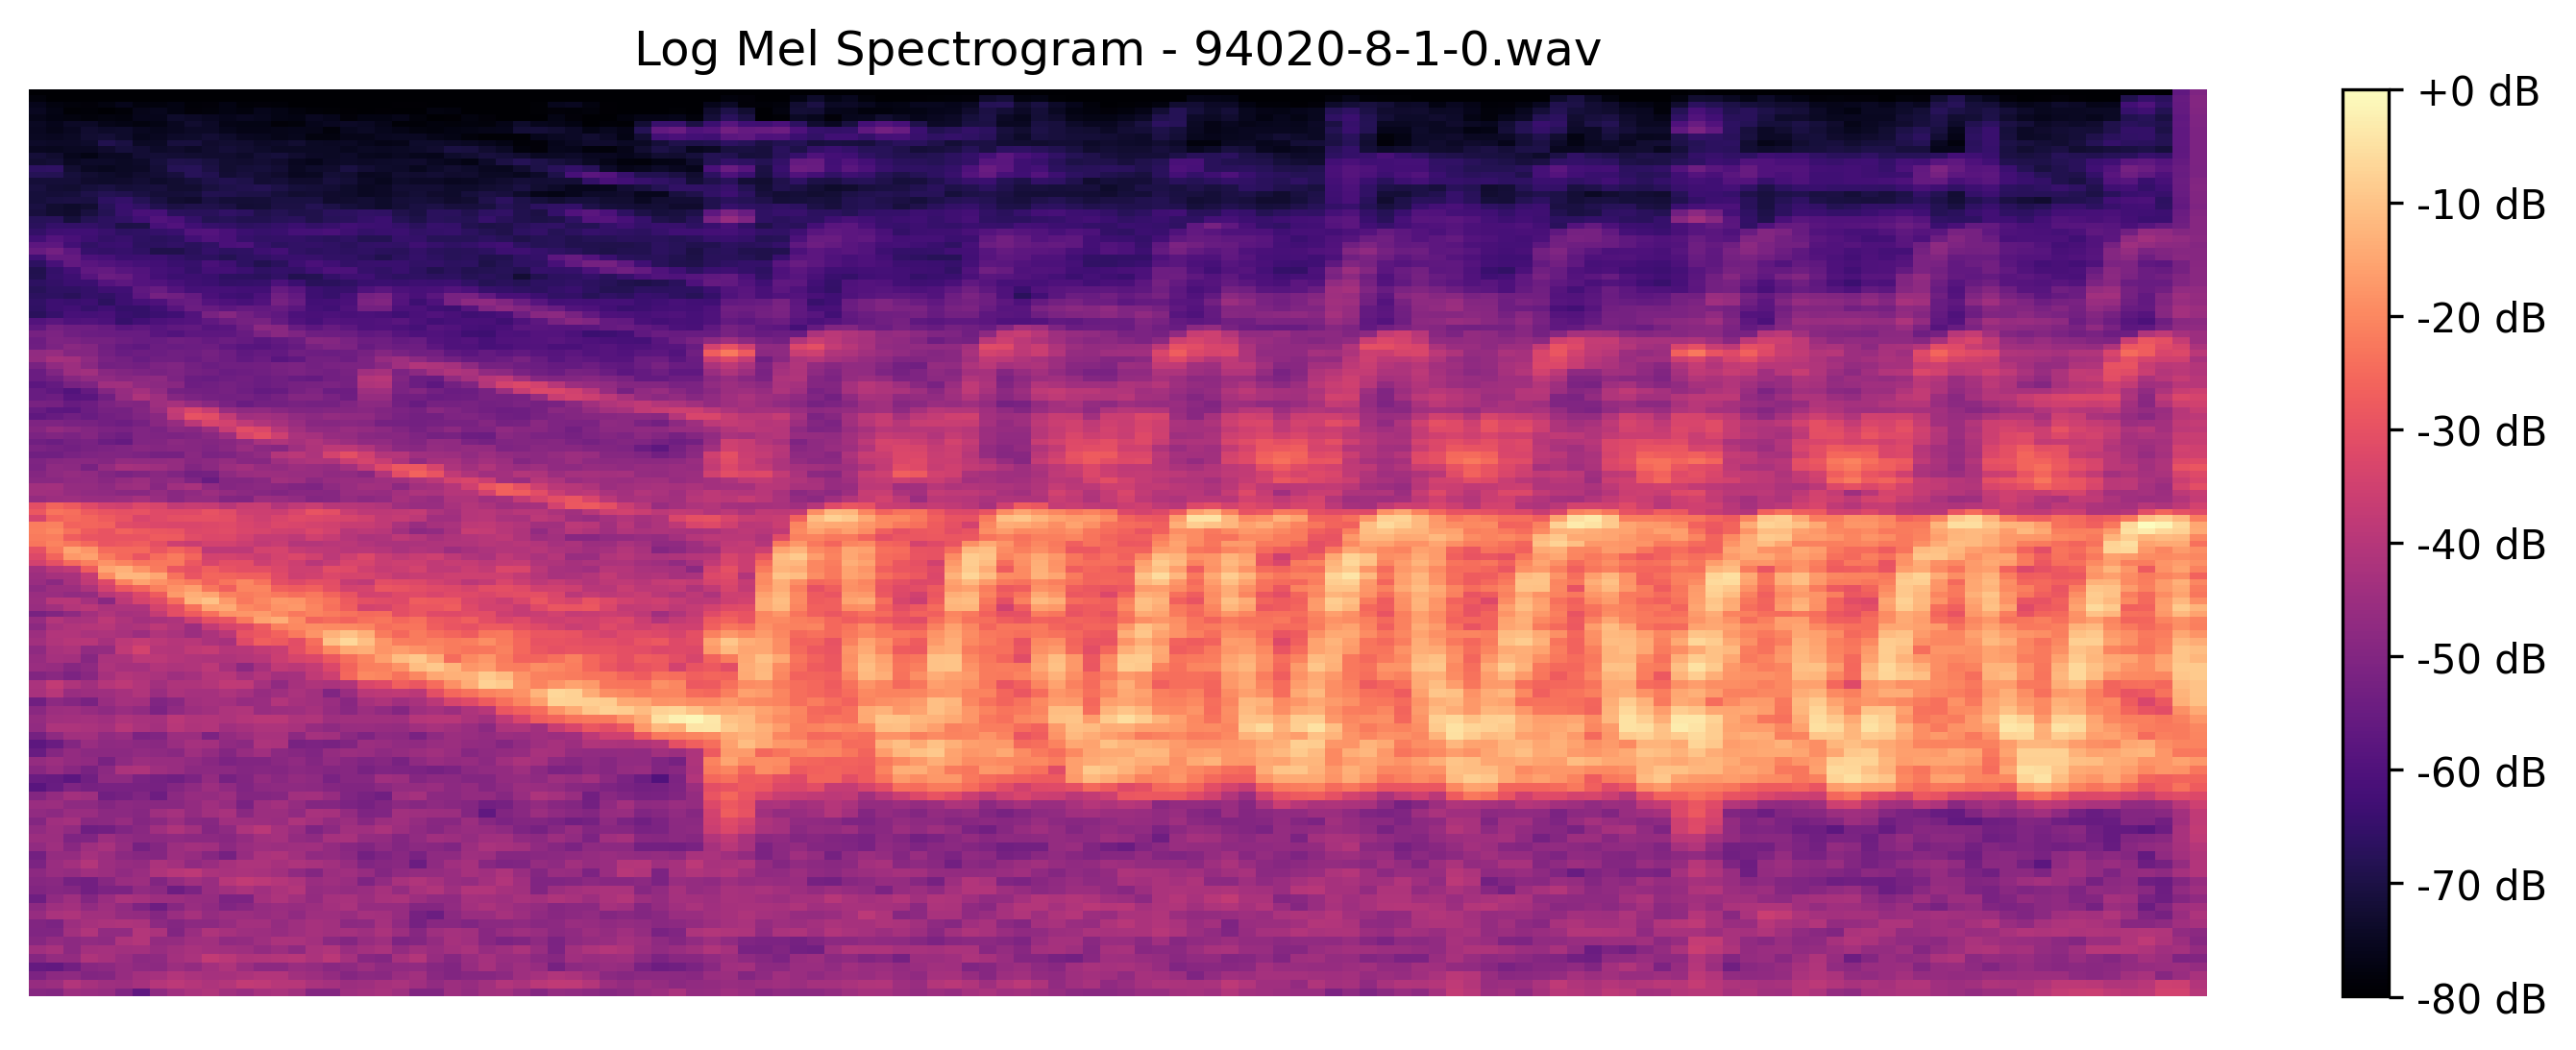 Log Mel Spectrogram - 94020-8-1-0.wav
+0 dB
-10 dB
-20 dB
-30 dB
-40 dB
-50 dB
-60 dB
-70 dB
-80 dB